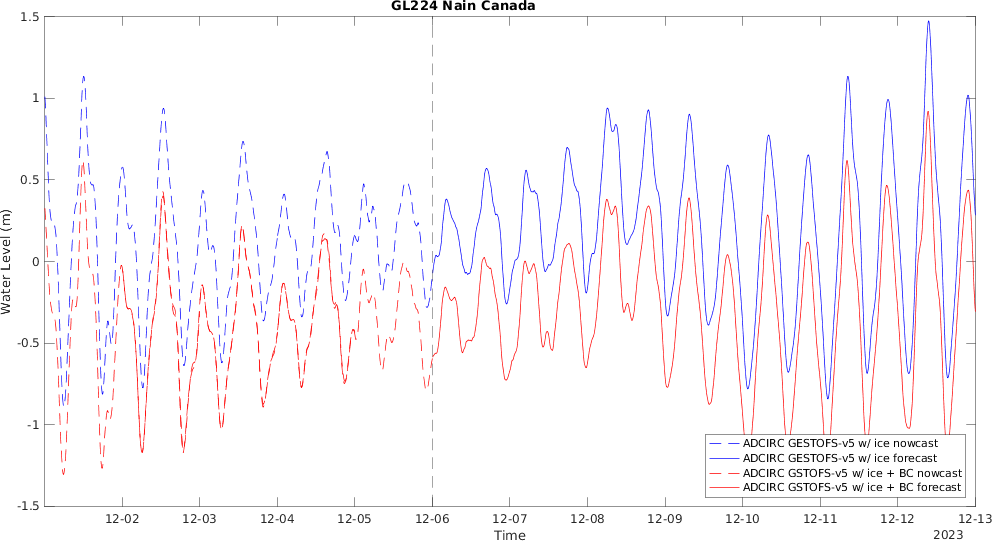 GL224 Nain Canada
1.5
1
0.5
0
-0.5
-1
-1.5
Water Level (m)
12-02 12-03 12-04 12-05 12-06 12-07 12-08 12-09 12-10 12-11 12-12 12-13
Time
2023
ADCIRC GESTOFS-v5 w/ ice nowcast
ADCIRC GESTOFS-v5 w/ ice forecast
ADCIRC GSTOFS-v5 w/ ice + BC nowcast
ADCIRC GSTOFS-v5 w/ ice + BC forecast